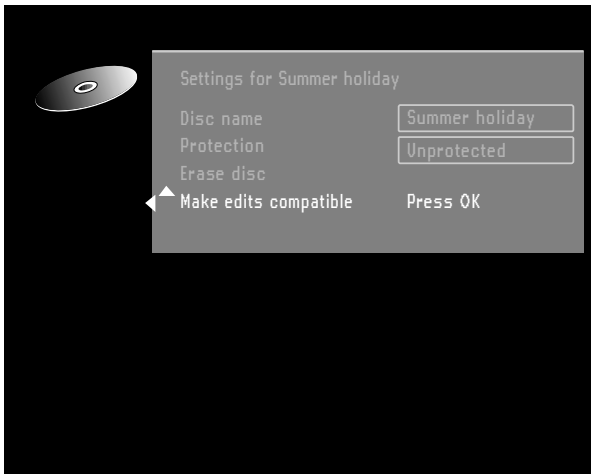 Settings for Summer holiday
Disc name Summer holiday
Protection Unprotected
Erase disc
Make edits compatible Press OK